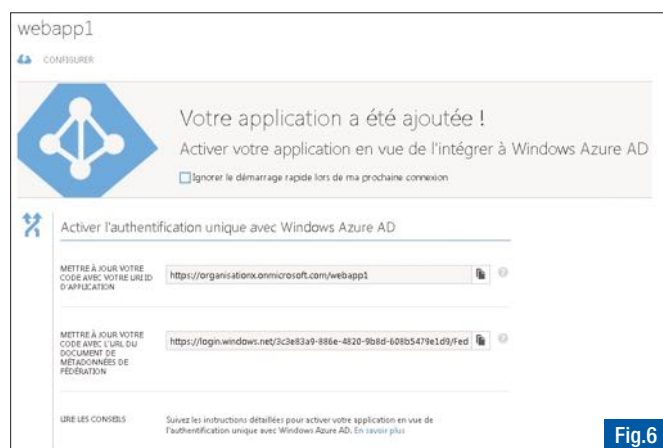 webapp1
CONFIGURER
Votre application a été ajoutée !
Activer votre application en vue de l'intégrer à Windows Azure AD
Ignorer le démarrage rapide lors de ma prochaine connexion
Activer l'authentification unique avec Windows Azure AD
METTRE À JOUR VOTRE
CODE AVEC VOTRE URI ID
D'APPLICATION
https://organisationx.onmicrosoft.com/webapp1
METTRE À JOUR VOTRE
CODE AVEC L'URL DU
DOCUMENT DE
MÉTADONNÉES DE
FÉDÉRATION
https://login.windows.net/3c3e83a9-886e-4820-9b8d-608b5479e1d9/Fed
LIRE LES CONSEILS
Suivez les instructions détaillées pour activer votre application en vue de
l'authentification unique avec Windows Azure AD. En savoir plus
Fig.6